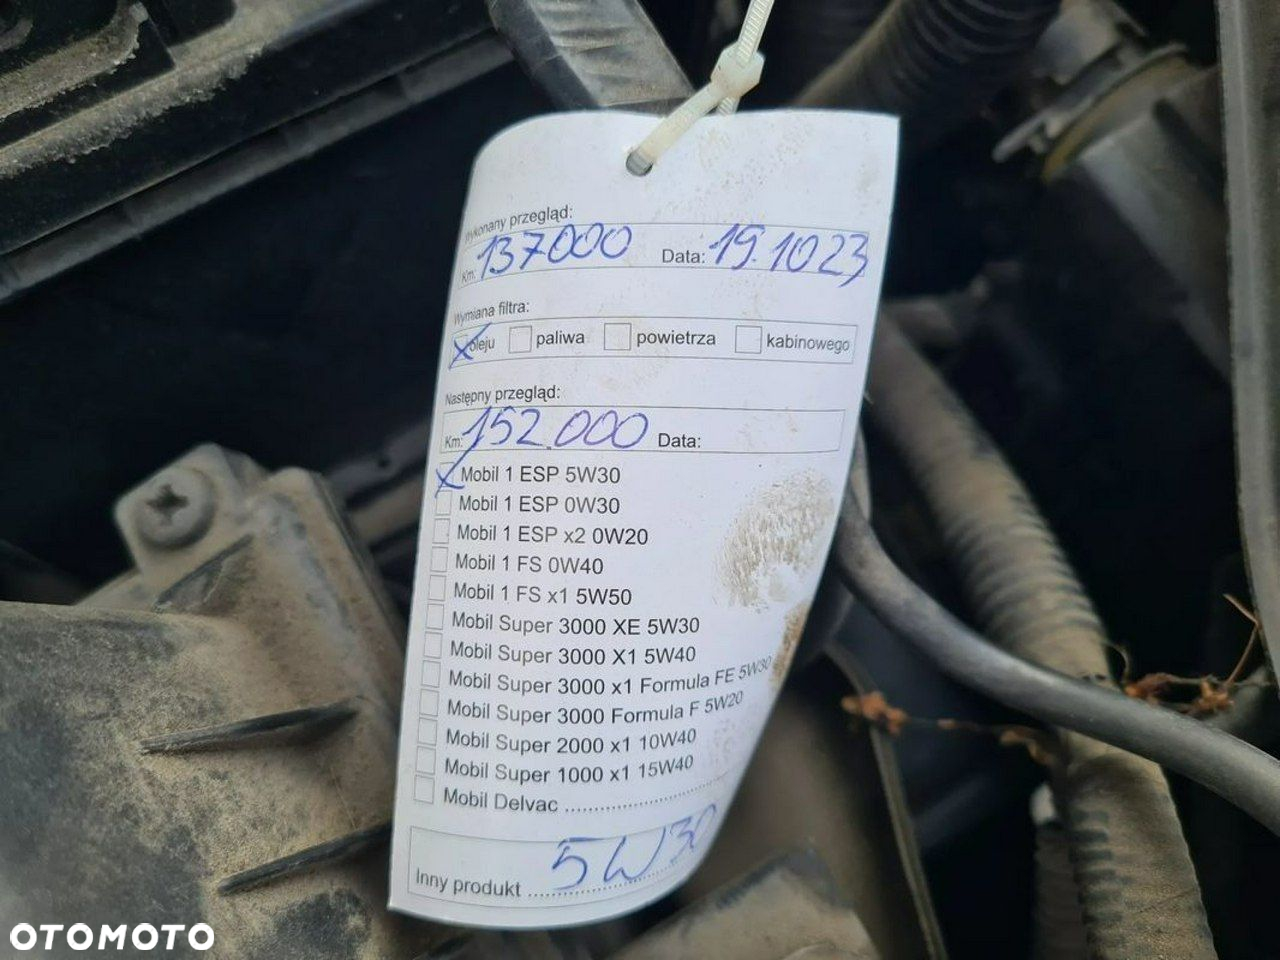 Wykonany przegląd:
Km: 137000 Data: 19.10 23
Wymiana filtra:
oleju paliwa powietrza kabinowego
Następny przegląd:
Km: 152.000 Data:
Mobil 1 ESP 5W30
Mobil 1 ESP 0W30
Mobil 1 ESP x2 0W20
Mobil 1 FS 0W40
Mobil 1 FS x1 5W50
Mobil Super 3000 XE 5W30
Mobil Super 3000 X1 5W40
Mobil Super 3000 x1 Formula FE 5W30
Mobil Super 3000 Formula F 5W20
Mobil Super 2000 x1 10W40
Mobil Super 1000 x1 15W40
Mobil Delvac ........................
Inny produkt ........................ 5W30
OTOMOTO